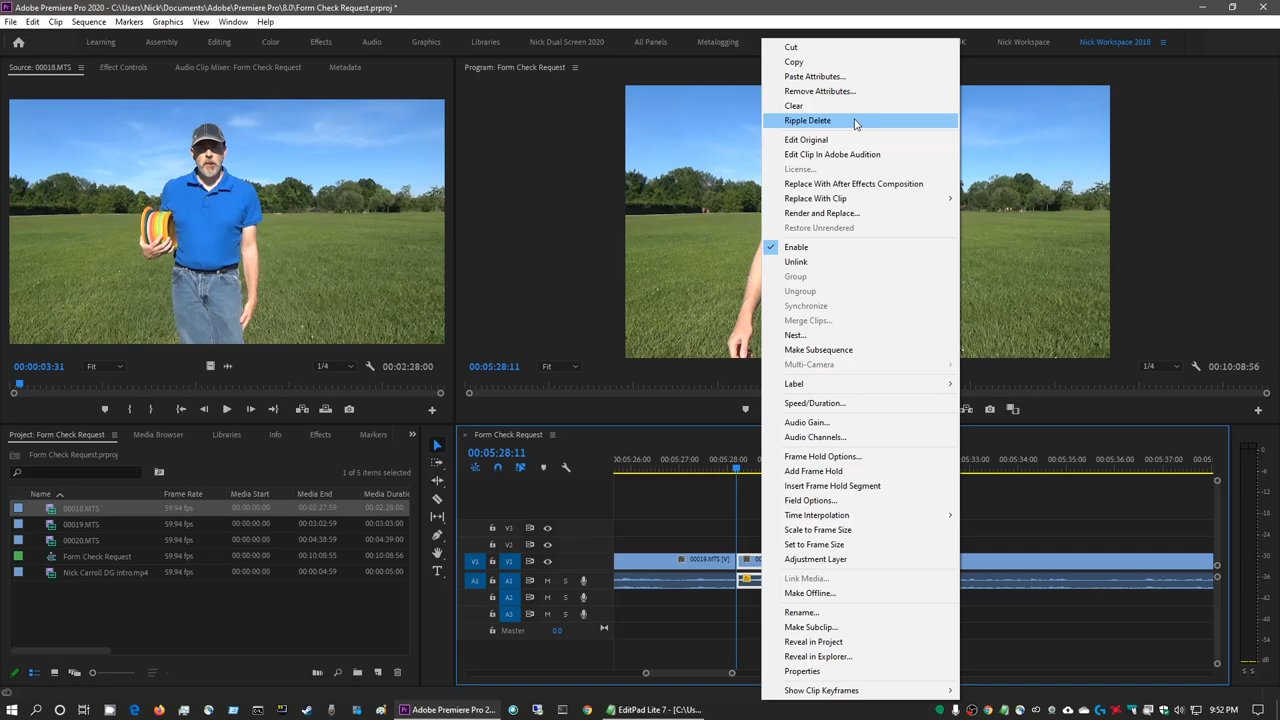 Adobe Premiere Pro 2020 - C:\Users\Nick\Documents\Adobe\Premiere Pro\8.0\Form Check Request.prproj *
File Edit Clip Sequence Markers Graphics View Window Help
Learning Assembly Editing Color Effects Audio Graphics Libraries Nick Dual Screen 2020 All Panels Metalogging Nick Workspace Nick Workspace 2018
Source: 00018.MTS Effect Controls Audio Clip Mixer: Form Check Request Metadata
Program: Form Check Request
Cut
Copy
Paste Attributes...
Remove Attributes...
Clear
Ripple Delete
Edit Original
Edit Clip In Adobe Audition
License...
Replace With After Effects Composition
Replace With Clip
Render and Replace...
Restore Unrendered
Enable
Unlink
Group
Ungroup
Synchronize
Merge Clips...
Nest...
Make Subsequence
Multi-Camera
Label
Speed/Duration...
Audio Gain...
Audio Channels...
Frame Hold Options...
Add Frame Hold
Insert Frame Hold Segment
Field Options...
Time Interpolation
Scale to Frame Size
Set to Frame Size
Adjustment Layer
Link Media...
Make Offline...
Rename...
Make Subclip...
Reveal in Project
Reveal in Explorer...
Properties
Show Clip Keyframes
00:00:03:31 Fit 1/4 00:02:28:00
00:05:28:11 Fit 1/4 00:10:08:56
Project: Form Check Request Media Browser Libraries Info Effects Markers
Form Check Request.prproj
1 of 5 items selected
Name Frame Rate Media Start Media End Media Duratic
00018.MTS 59.94 fps 00:00:00:00 00:02:27:59 00:02:28:00
00019.MTS 59.94 fps 00:00:00:00 00:03:02:59 00:03:03:00
00020.MTS 59.94 fps 00:00:00:00 00:04:38:59 00:04:39:00
Form Check Request 59.94 fps 00:00:00:00 00:10:08:55 00:10:08:56
Nick Carroll DG Intro.mp4 59.94 fps 00:00:00:00 00:00:04:59 00:00:05:00
Form Check Request
00:05:28:11
00:05:26:00 00:05:27:00 00:05:28:00 05:33:00 00:05:34:00 00:05:35:00 00:05:36:00 00:05:37:00
V3
V2
V1 V1 00019.MTS [V]
A1 A1 M S
A2 M S
A3 M S
Master 0.0
S S
Adobe Premiere Pro 2... EditPad Lite 7 - [C:\Us... 9:52 PM